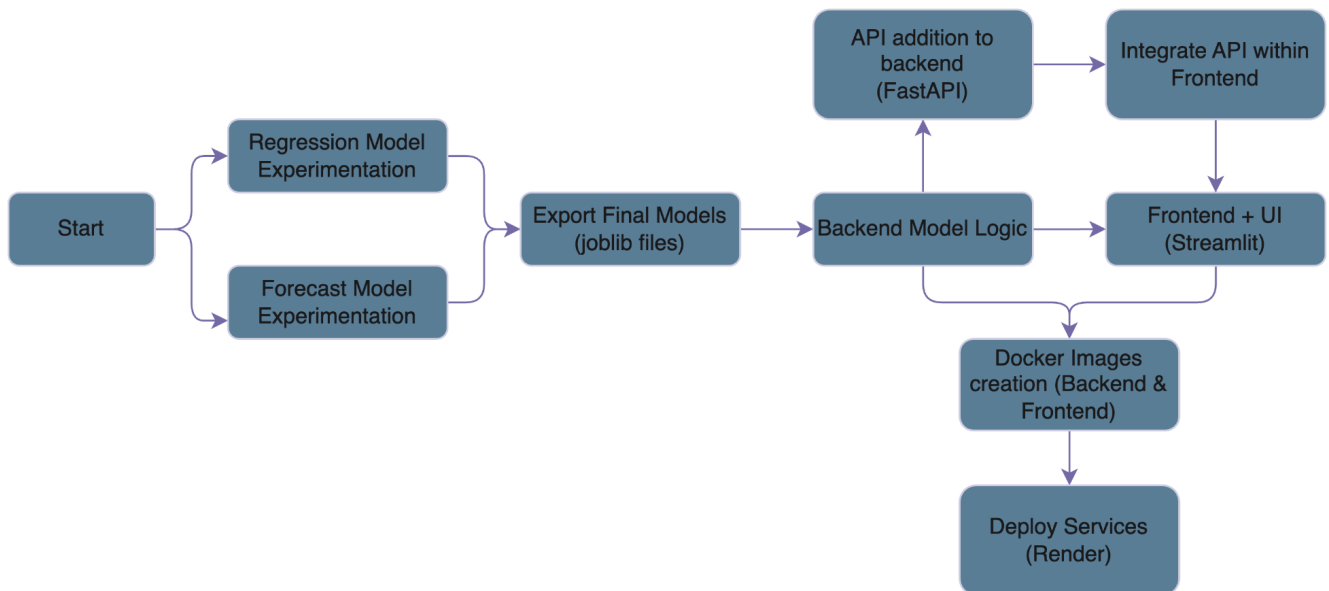 Start
Regression Model
Experimentation
Forecast Model
Experimentation
Export Final Models
(joblib files)
Backend Model Logic
API addition to
backend
(FastAPI)
Integrate API within
Frontend
Frontend + UI
(Streamlit)
Docker Images
creation (Backend &
Frontend)
Deploy Services
(Render)